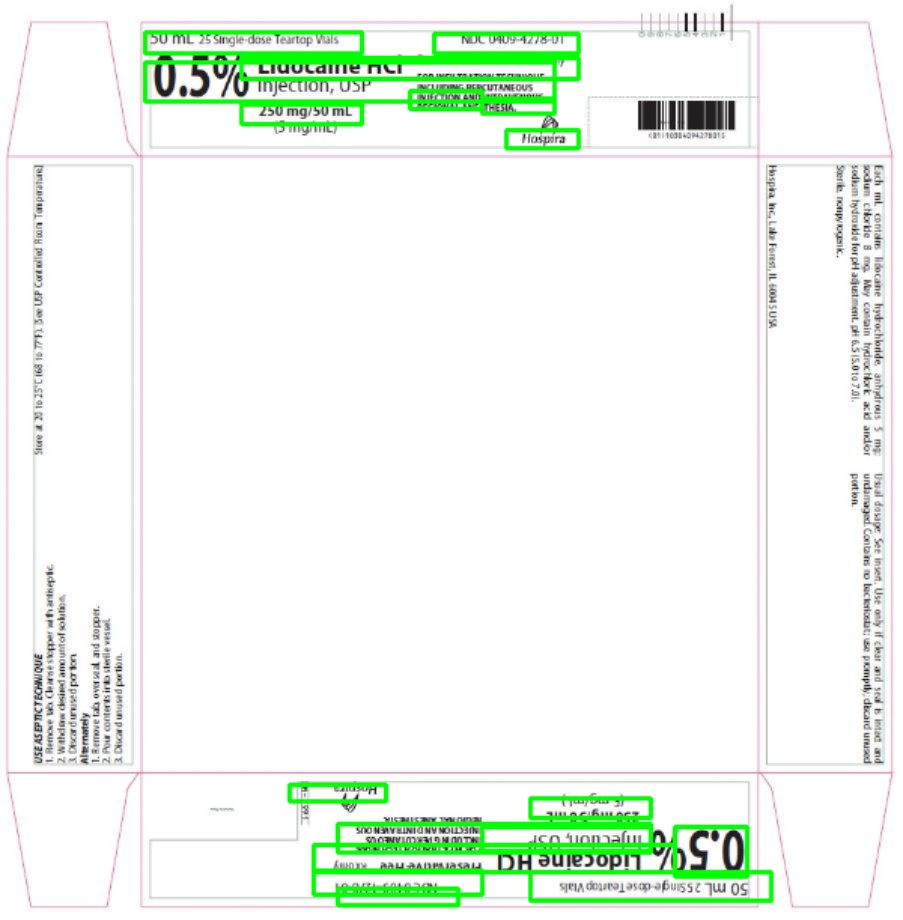 50 mL 25 Single-dose Teartop Vials
NDC 0409-4278-01
0.5%
Lidocaine HCl
Injection, USP
250 mg/50 mL
(5 mg/mL)
FOR INFILTRATION TECHNIQUE
INCLUDING PERCUTANEOUS
INJECTION AND INTRAVENOUS
REGIONAL ANESTHESIA.
Hospira
(01)10304094278015
Store at 20 to 25°C (68 to 77°F). [See USP Controlled Room Temperature.]
USE ASEPTIC TECHNIQUE
1. Remove tab. Cleanse stopper with antiseptic.
2. Withdraw desired amount of solution.
3. Discard unused portion.
Alternately
1. Remove tab, overseal, and stopper.
2. Pour contents into sterile vessel.
3. Discard unused portion.
Each mL contains lidocaine hydrochloride, anhydrous 5 mg;
sodium chloride 8 mg. May contain hydrochloric acid and/or
sodium hydroxide for pH adjustment. pH 6.5 (5.0 to 7.0).
Sterile, nonpyrogenic.
Usual dosage: See insert. Use only if clear and seal is intact and
undamaged. Contains no bacteriostat; use promptly; discard unused
portion.
Hospira, Inc., Lake Forest, IL 60045 USA
50 mL 25 Single-dose Teartop Vials
NDC 0409-4278-01
0.5%
Lidocaine HCl
Injection, USP
250 mg/50 mL
(5 mg/mL)
Preservative-Free Rx only
FOR INFILTRATION TECHNIQUE
INCLUDING PERCUTANEOUS
INJECTION AND INTRAVENOUS
REGIONAL ANESTHESIA.
Hospira